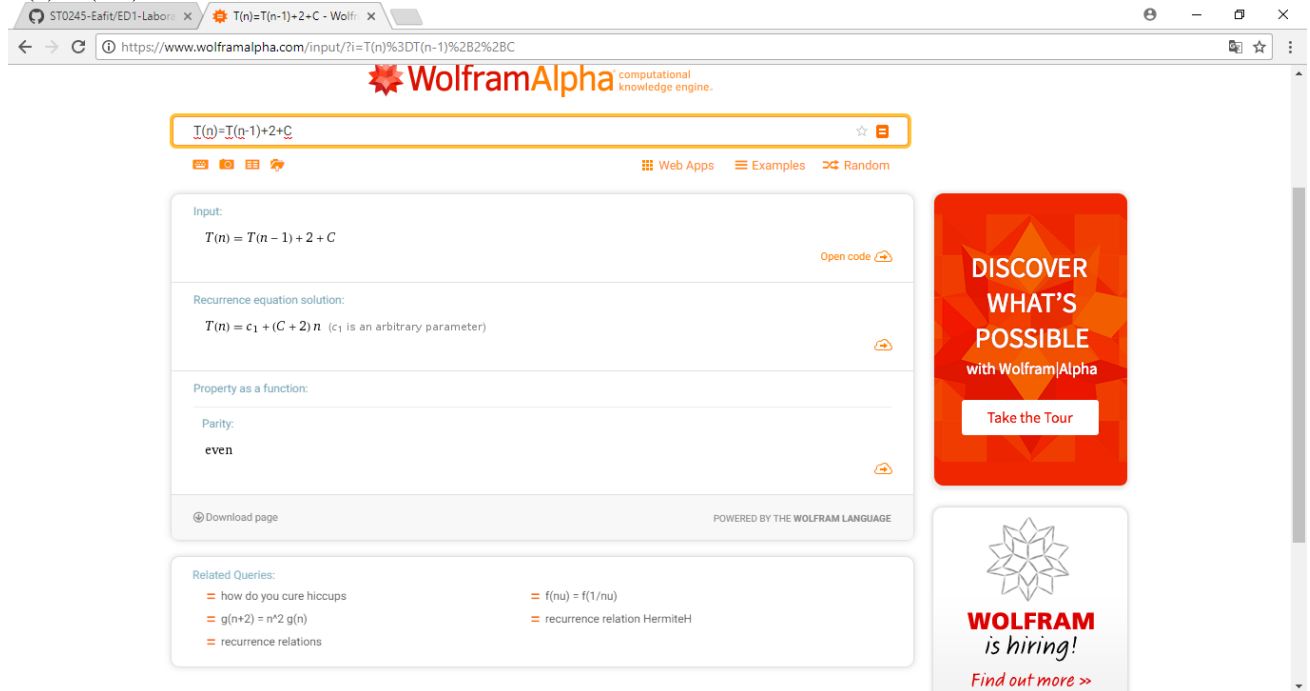 ST0245-Eafit/ED1-Labora
T(n)=T(n-1)+2+C - Wolfr
https://www.wolframalpha.com/input/?i=T(n)%3DT(n-1)%2B2%2BC
WolframAlpha computational knowledge engine.
T(n)=T(n-1)+2+C
Web Apps Examples Random
Input:
T(n) = T(n − 1) + 2 + C
Open code
Recurrence equation solution:
T(n) = c₁ + (C + 2) n (c₁ is an arbitrary parameter)
Property as a function:
Parity:
even
Download page
POWERED BY THE WOLFRAM LANGUAGE
Related Queries:
how do you cure hiccups
f(nu) = f(1/nu)
g(n+2) = n^2 g(n)
recurrence relation HermiteH
recurrence relations
DISCOVER
WHAT'S
POSSIBLE
with Wolfram|Alpha
Take the Tour
WOLFRAM
is hiring!
Find out more »